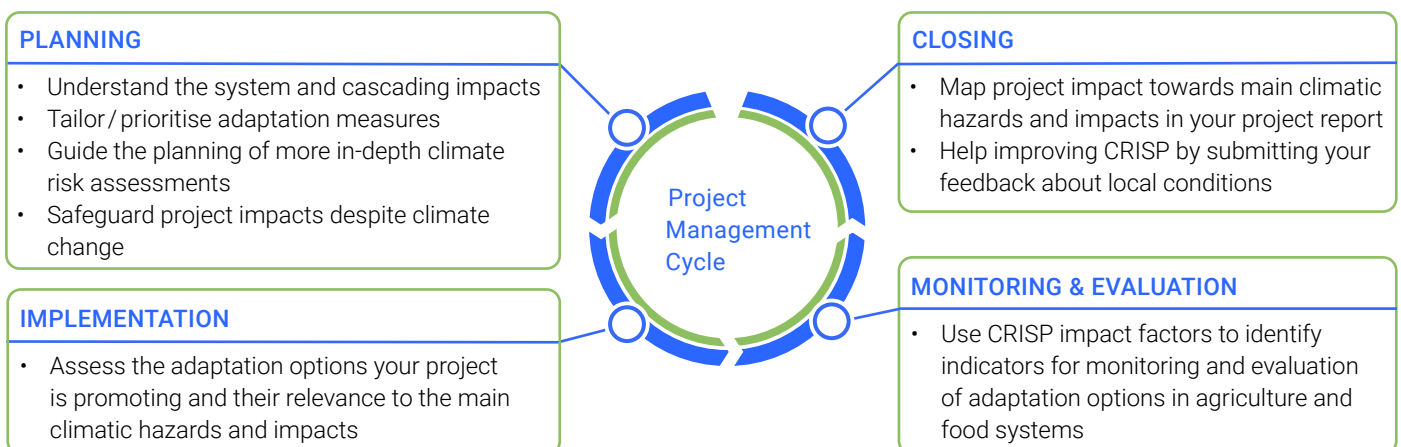 PLANNING
• Understand the system and cascading impacts
• Tailor / prioritise adaptation measures
• Guide the planning of more in-depth climate
risk assessments
• Safeguard project impacts despite climate
change
IMPLEMENTATION
• Assess the adaptation options your project
is promoting and their relevance to the main
climatic hazards and impacts
Project
Management
Cycle
CLOSING
• Map project impact towards main climatic
hazards and impacts in your project report
• Help improving CRISP by submitting your
feedback about local conditions
MONITORING & EVALUATION
• Use CRISP impact factors to identify
indicators for monitoring and evaluation
of adaptation options in agriculture and
food systems